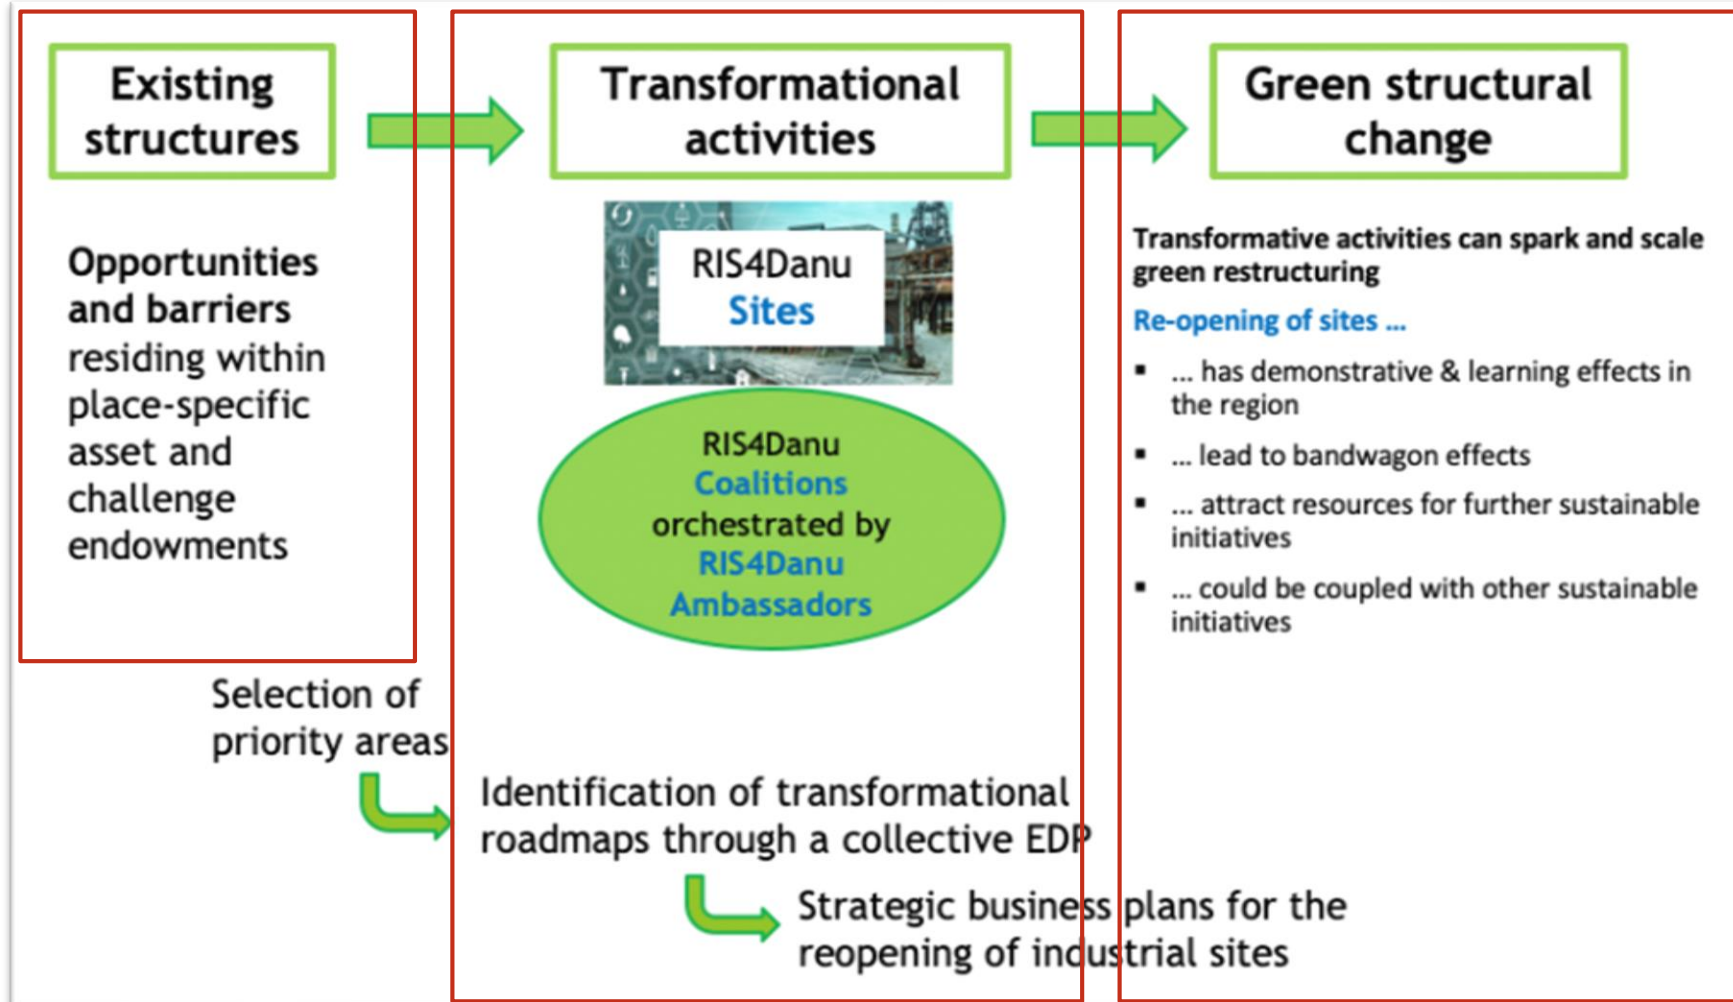 Existing
structures
Opportunities
and barriers
residing within
place-specific
asset and
challenge
endowments
Selection of
priority areas
Transformational
activities
RIS4Danu
Sites
RIS4Danu
Coalitions
orchestrated by
RIS4Danu
Ambassadors
Identification of transformational
roadmaps through a collective EDP
Strategic business plans for the
reopening of industrial sites
Green structural
change
Transformative activities can spark and scale
green restructuring
Re-opening of sites ...
▪ ... has demonstrative & learning effects in
the region
▪ ... lead to bandwagon effects
▪ ... attract resources for further sustainable
initiatives
▪ ... could be coupled with other sustainable
initiatives